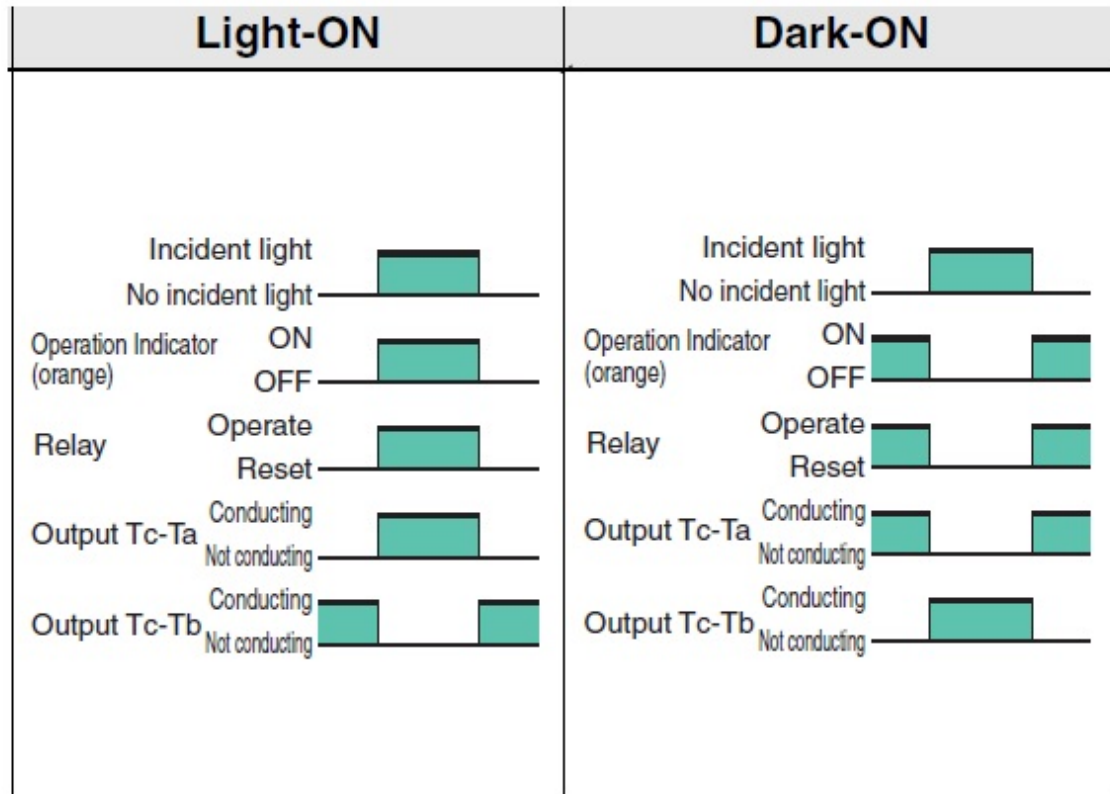 Light-ON
Incident light
No incident light
Operation Indicator
(orange)
ON
OFF
Relay
Operate
Reset
Output Tc-Ta
Conducting
Not conducting
Output Tc-Tb
Conducting
Not conducting
Dark-ON
Incident light
No incident light
Operation Indicator
(orange)
ON
OFF
Relay
Operate
Reset
Output Tc-Ta
Conducting
Not conducting
Output Tc-Tb
Conducting
Not conducting